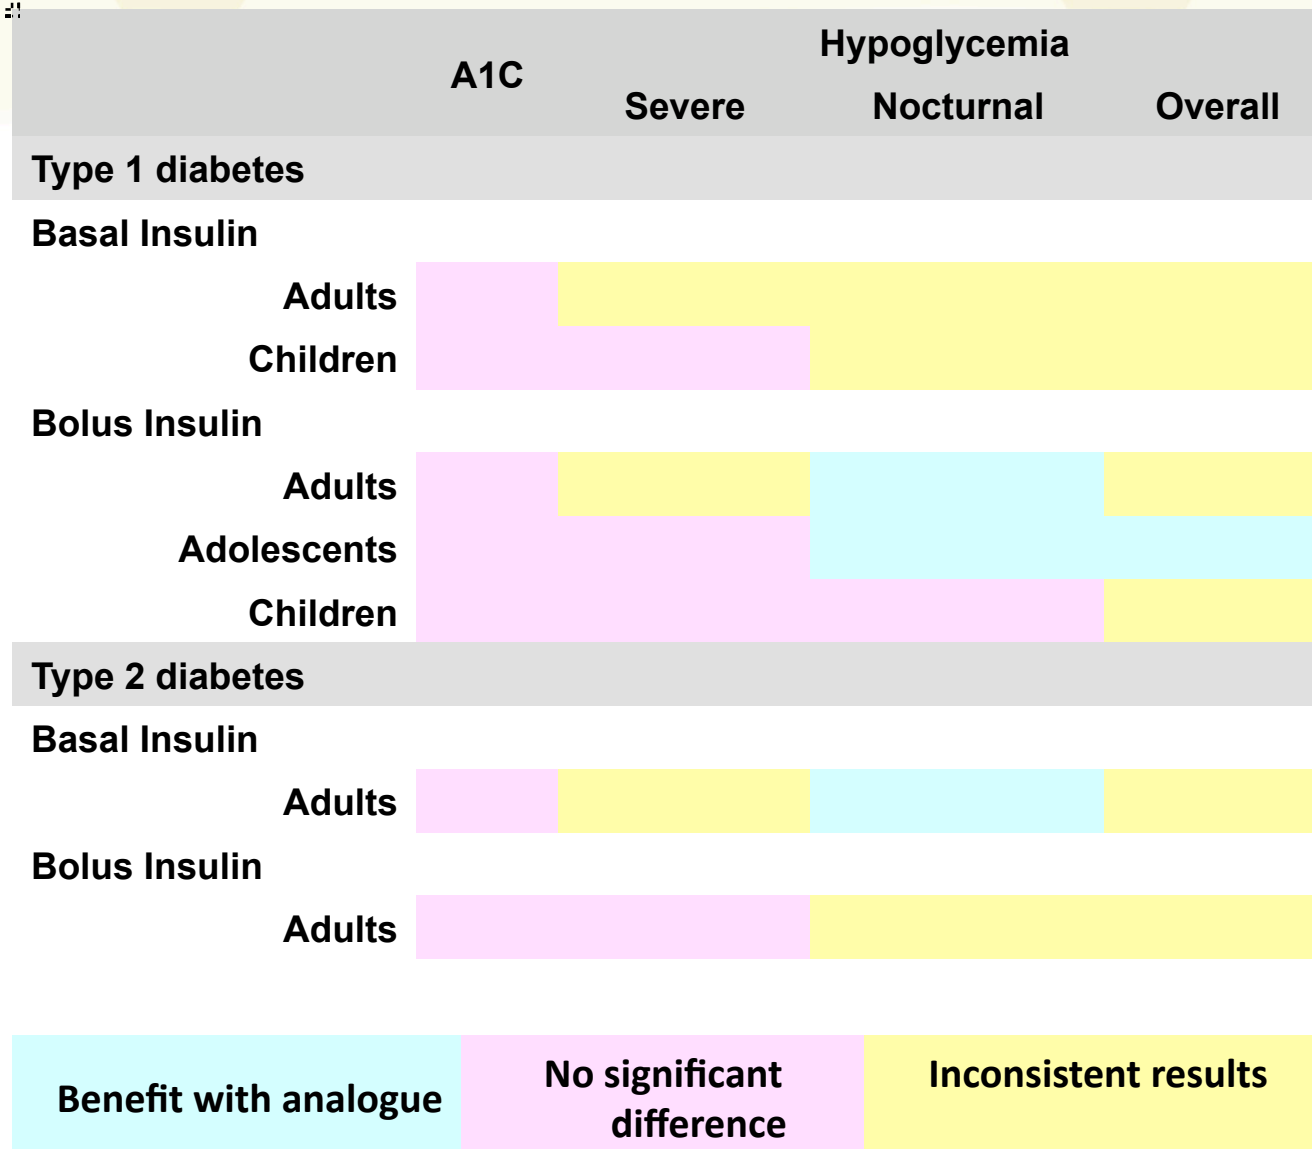 Hypoglycemia
A1C
Severe Nocturnal Overall
Type 1 diabetes
Basal Insulin
Adults
Children
Bolus Insulin
Adults
Adolescents
Children
Type 2 diabetes
Basal Insulin
Adults
Bolus Insulin
Adults
Benefit with analogue
No significant
difference
Inconsistent results